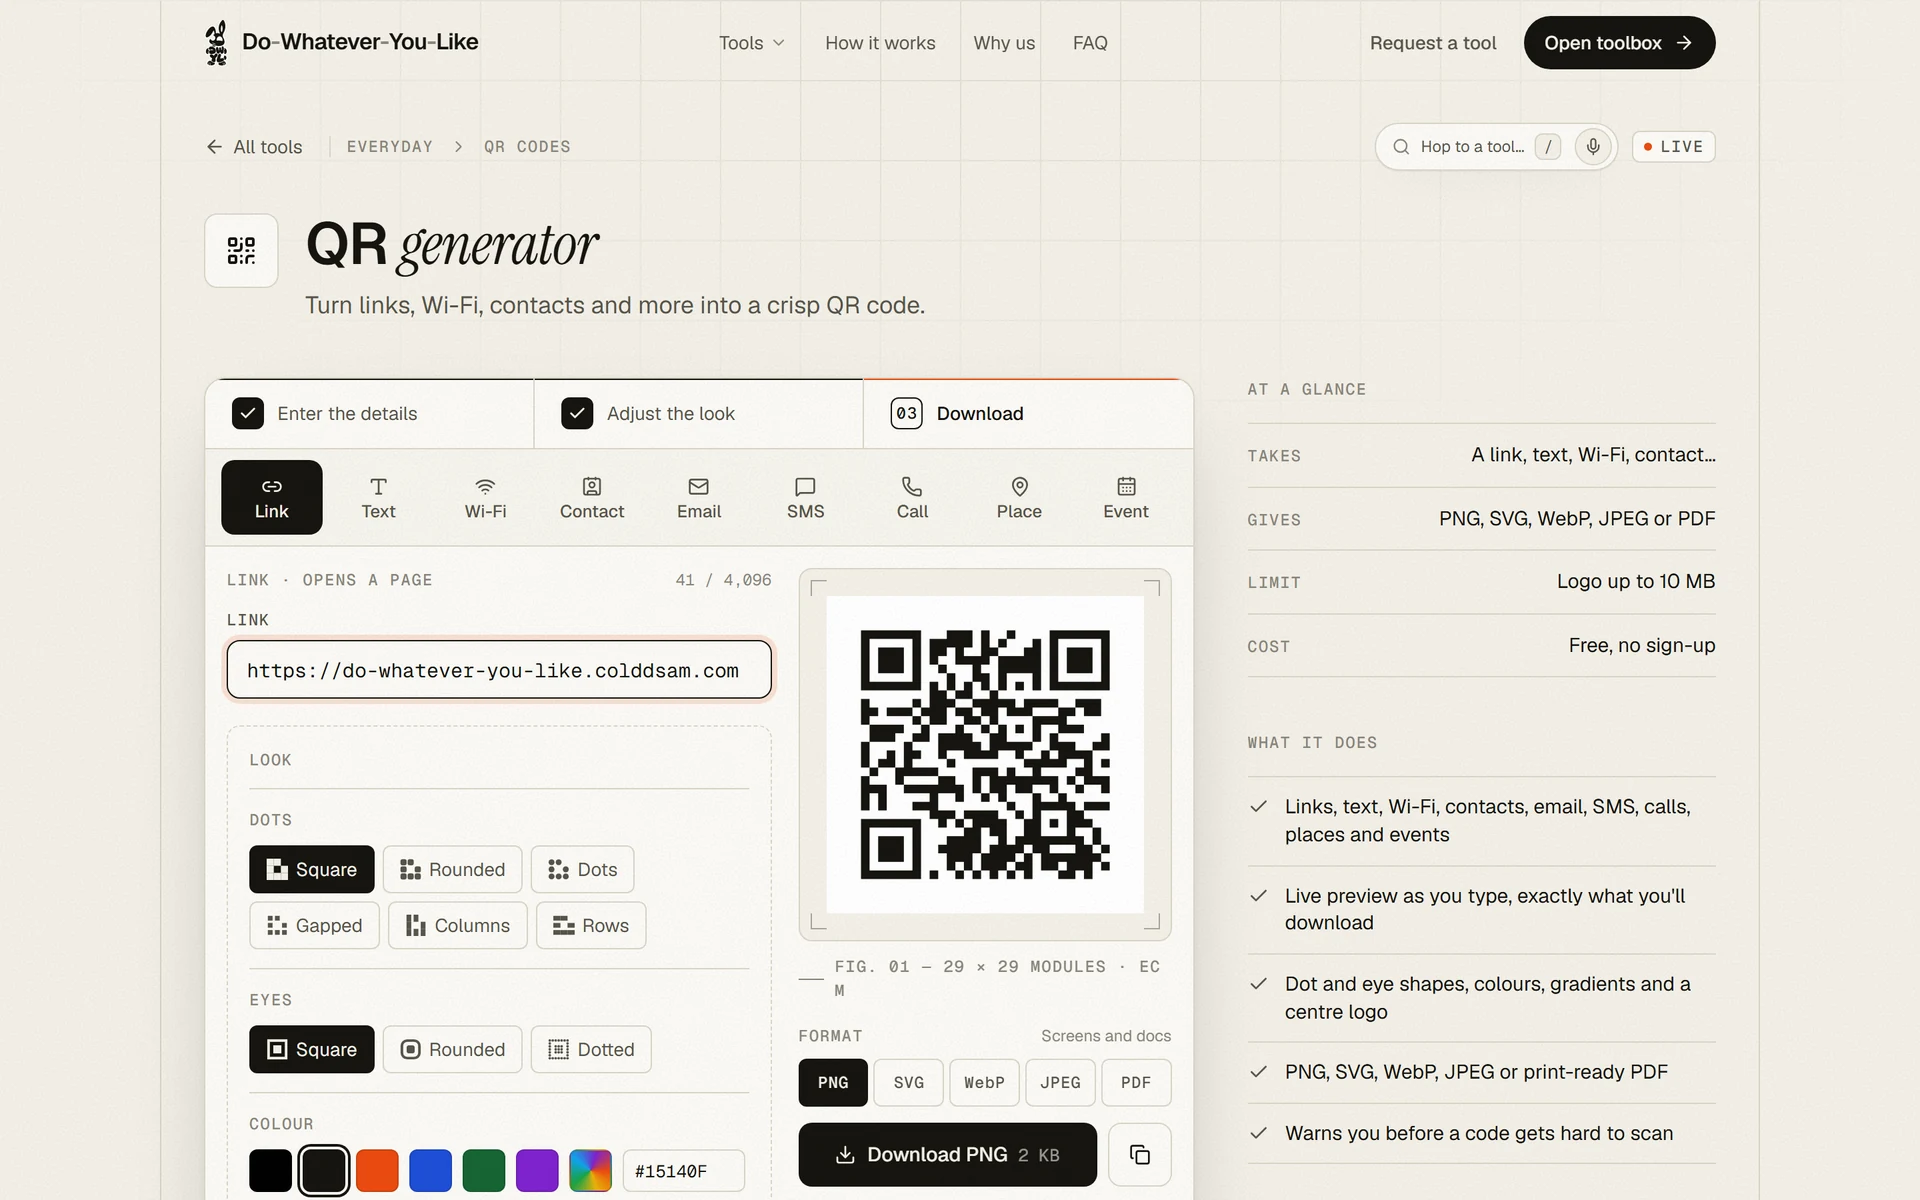 Do-Whatever-You-Like
Tools
How it works
Why us
FAQ
Request a tool
Open toolbox
All tools
EVERYDAY
QR CODES
Hop to a tool…
/
LIVE
QR generator
Turn links, Wi-Fi, contacts and more into a crisp QR code.
Enter the details
Adjust the look
03
Download
Link
Text
Wi-Fi
Contact
Email
SMS
Call
Place
Event
LINK · OPENS A PAGE
41 / 4,096
LINK
https://do-whatever-you-like.colddsam.com
LOOK
DOTS
Square
Rounded
Dots
Gapped
Columns
Rows
EYES
Square
Rounded
Dotted
COLOUR
#15140F
FIG. 01 — 29 × 29 MODULES · EC
M
FORMAT
Screens and docs
PNG
SVG
WebP
JPEG
PDF
Download PNG 2 KB
AT A GLANCE
TAKES
A link, text, Wi-Fi, contact…
GIVES
PNG, SVG, WebP, JPEG or PDF
LIMIT
Logo up to 10 MB
COST
Free, no sign-up
WHAT IT DOES
Links, text, Wi-Fi, contacts, email, SMS, calls,
places and events
Live preview as you type, exactly what you'll
download
Dot and eye shapes, colours, gradients and a
centre logo
PNG, SVG, WebP, JPEG or print-ready PDF
Warns you before a code gets hard to scan